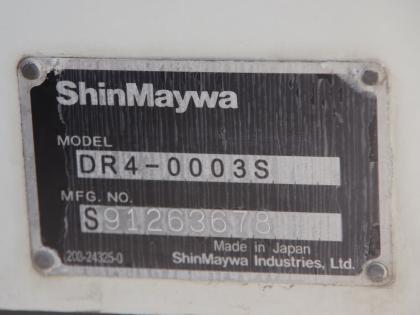 ShinMaywa
MODEL
DR4-0003S
MFG. NO.
S91263678
Made in Japan
203-24325-0
ShinMaywa Industries, Ltd.